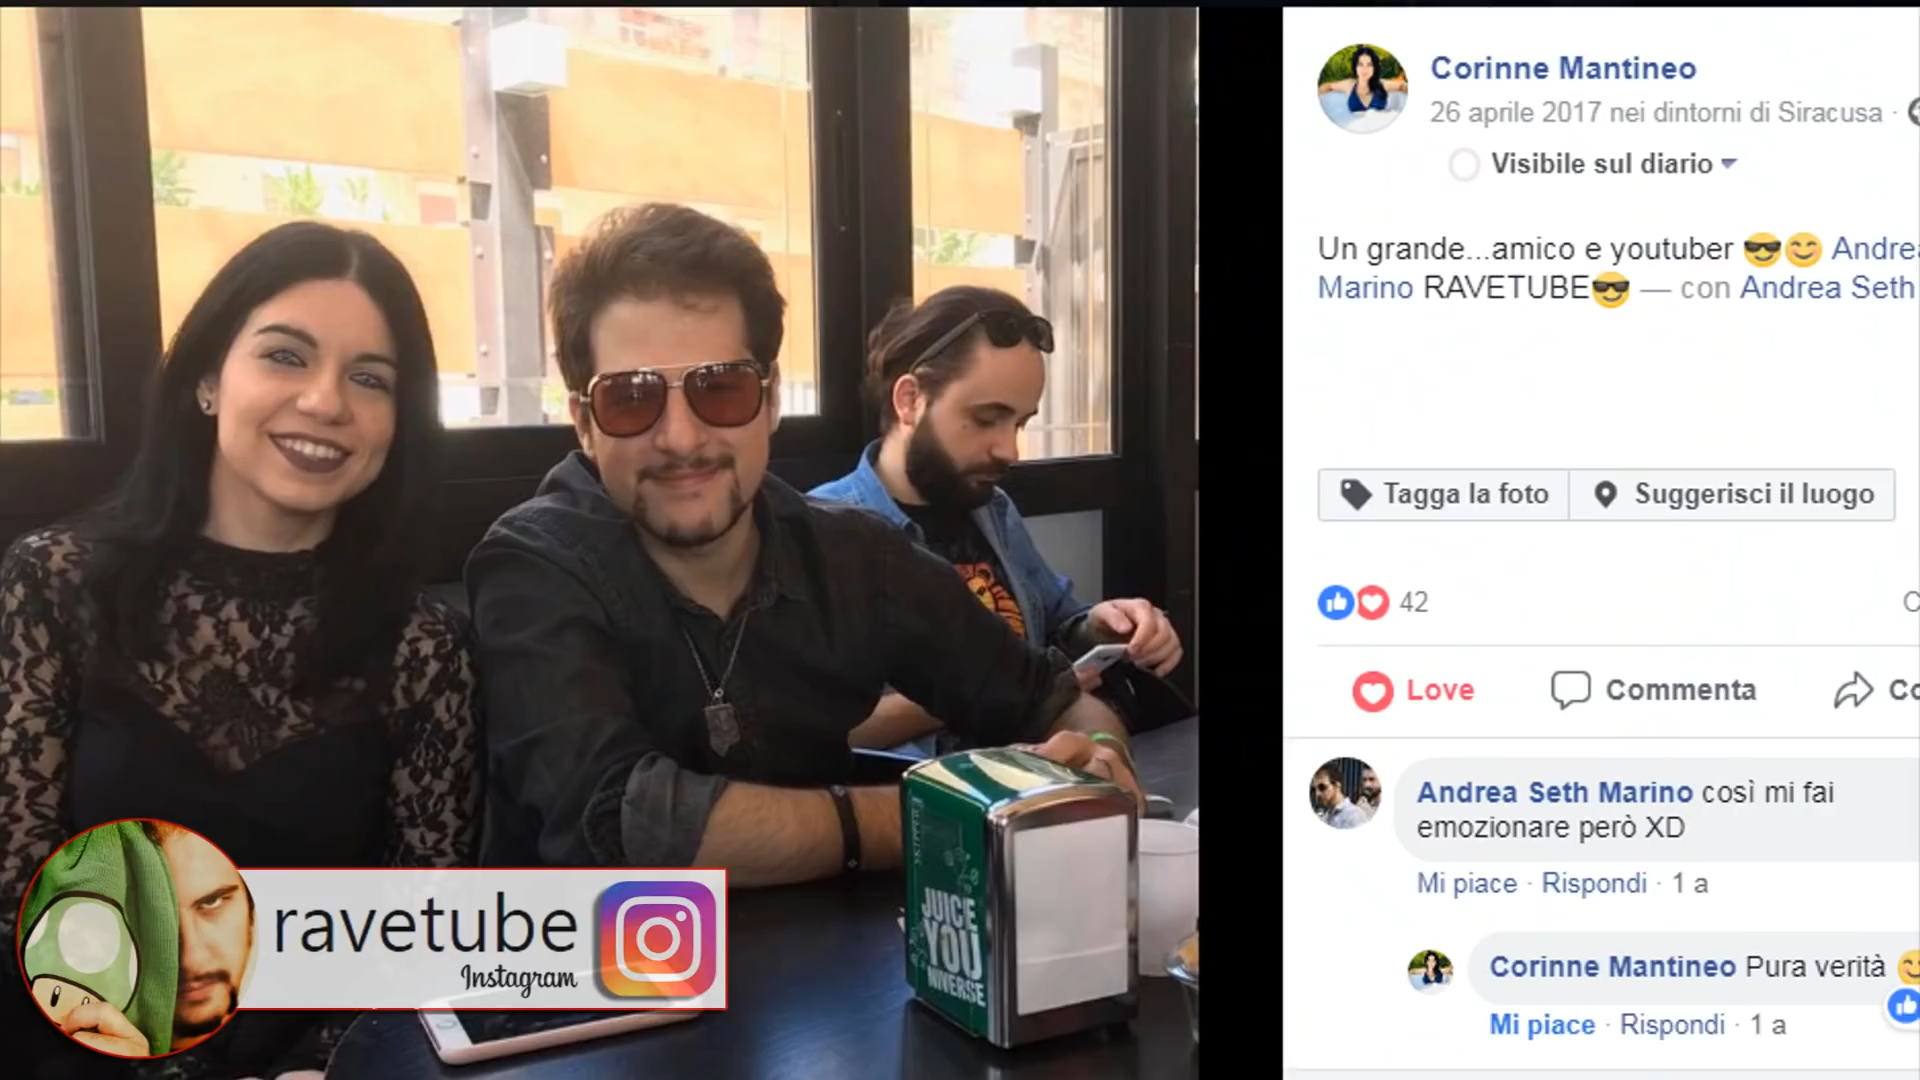 Corinne Mantineo
26 aprile 2017 nei dintorni di Siracusa ·
Visibile sul diario
Un grande...amico e youtuber 😎😊 Andrea
Marino RAVETUBE😎 — con Andrea Seth
Tagga la foto
Suggerisci il luogo
42
Love
Commenta
Co
Andrea Seth Marino così mi fai
emozionare però XD
Mi piace · Rispondi · 1 a
Corinne Mantineo Pura verità
Mi piace · Rispondi · 1 a
JUICE
YOU
NIVERSE
ravetube
Instagram